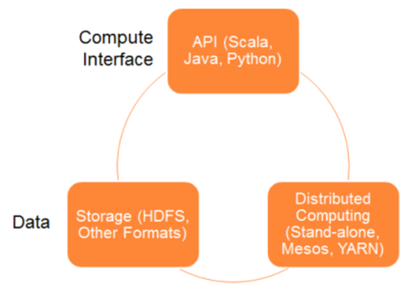 Compute
Interface
API (Scala,
Java, Python)
Data
Storage (HDFS,
Other Formats)
Distributed
Computing
(Stand-alone,
Mesos, YARN)